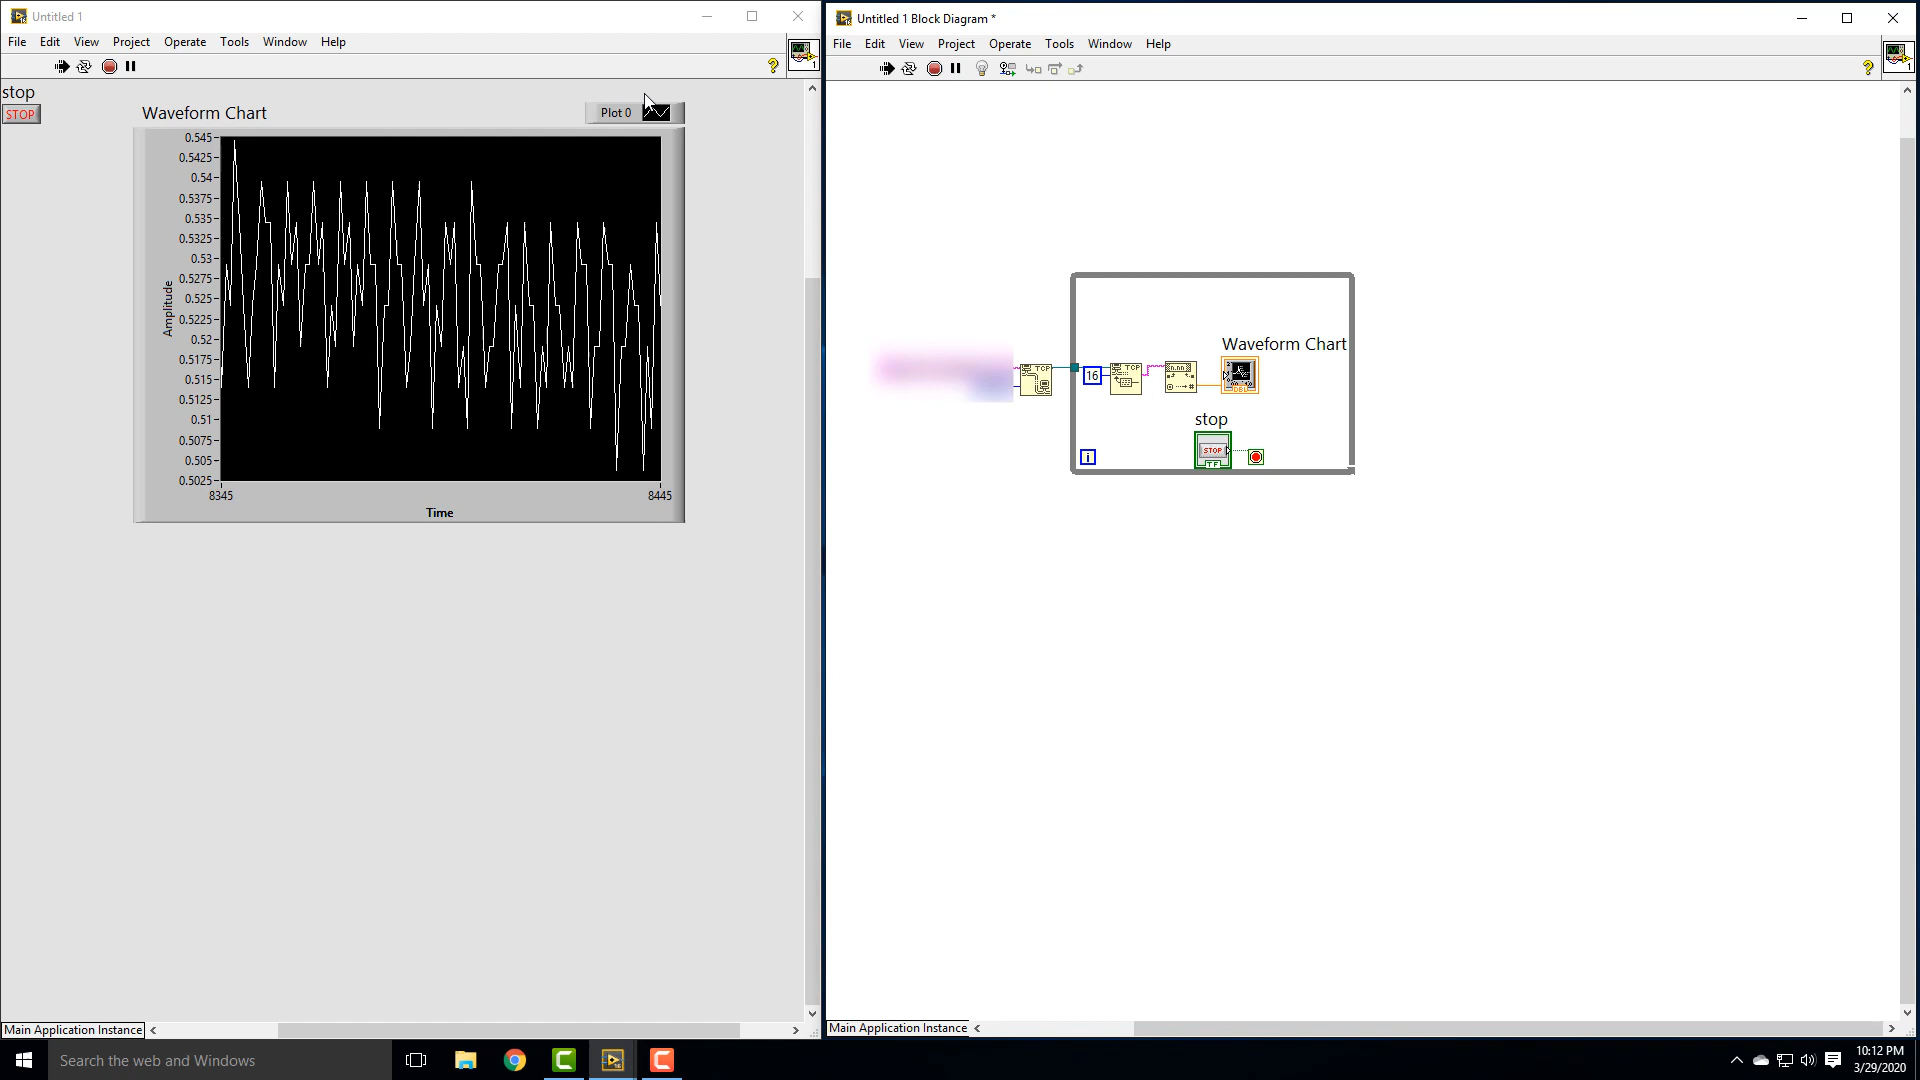 Untitled 1
File Edit View Project Operate Tools Window Help
stop
STOP
Waveform Chart
Plot 0
0.545
0.5425
0.54
0.5375
0.535
0.5325
0.53
0.5275
0.525
0.5225
0.52
0.5175
0.515
0.5125
0.51
0.5075
0.505
0.5025
Amplitude
8345 8445
Time
Main Application Instance
Untitled 1 Block Diagram *
File Edit View Project Operate Tools Window Help
Waveform Chart
TCP
16
TCP
n.nn
DBL
stop
STOP
TF
i
Main Application Instance
Search the web and Windows
10:12 PM
3/29/2020